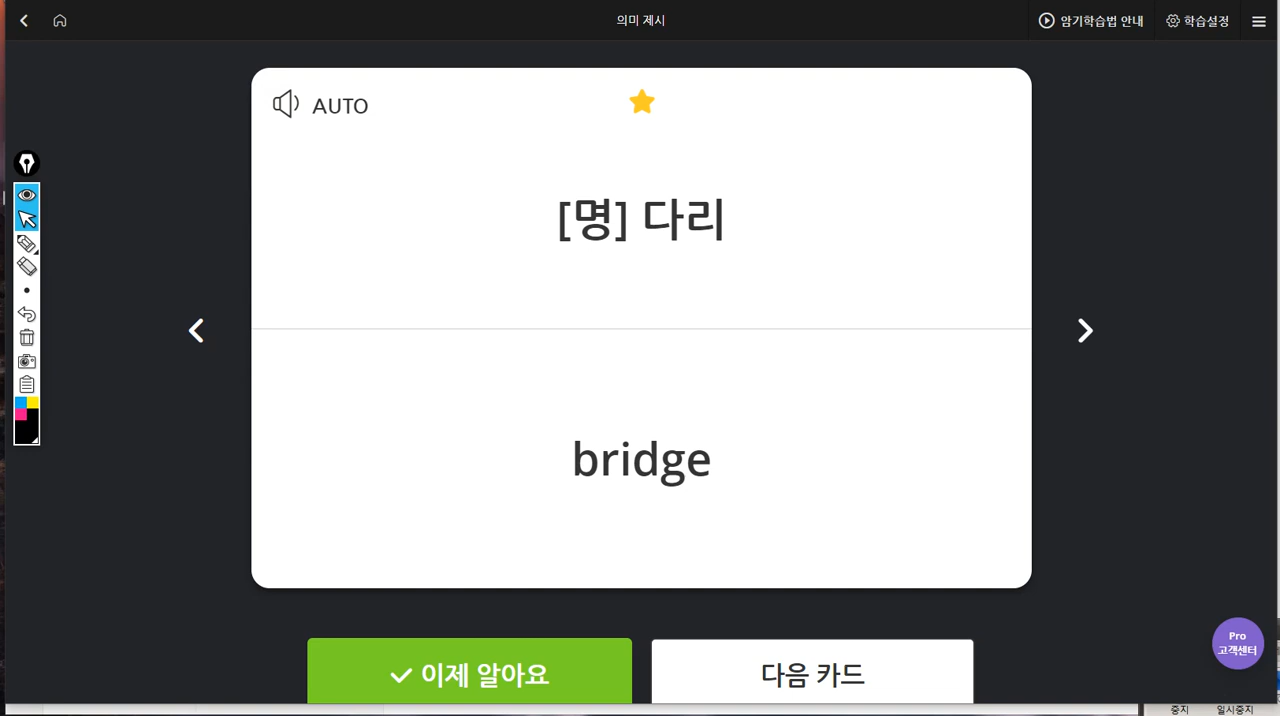 의미 제시
암기학습법 안내
학습설정
AUTO
[명] 다리
bridge
Pro
고객센터
이제 알아요
다음 카드
중지
일시중지